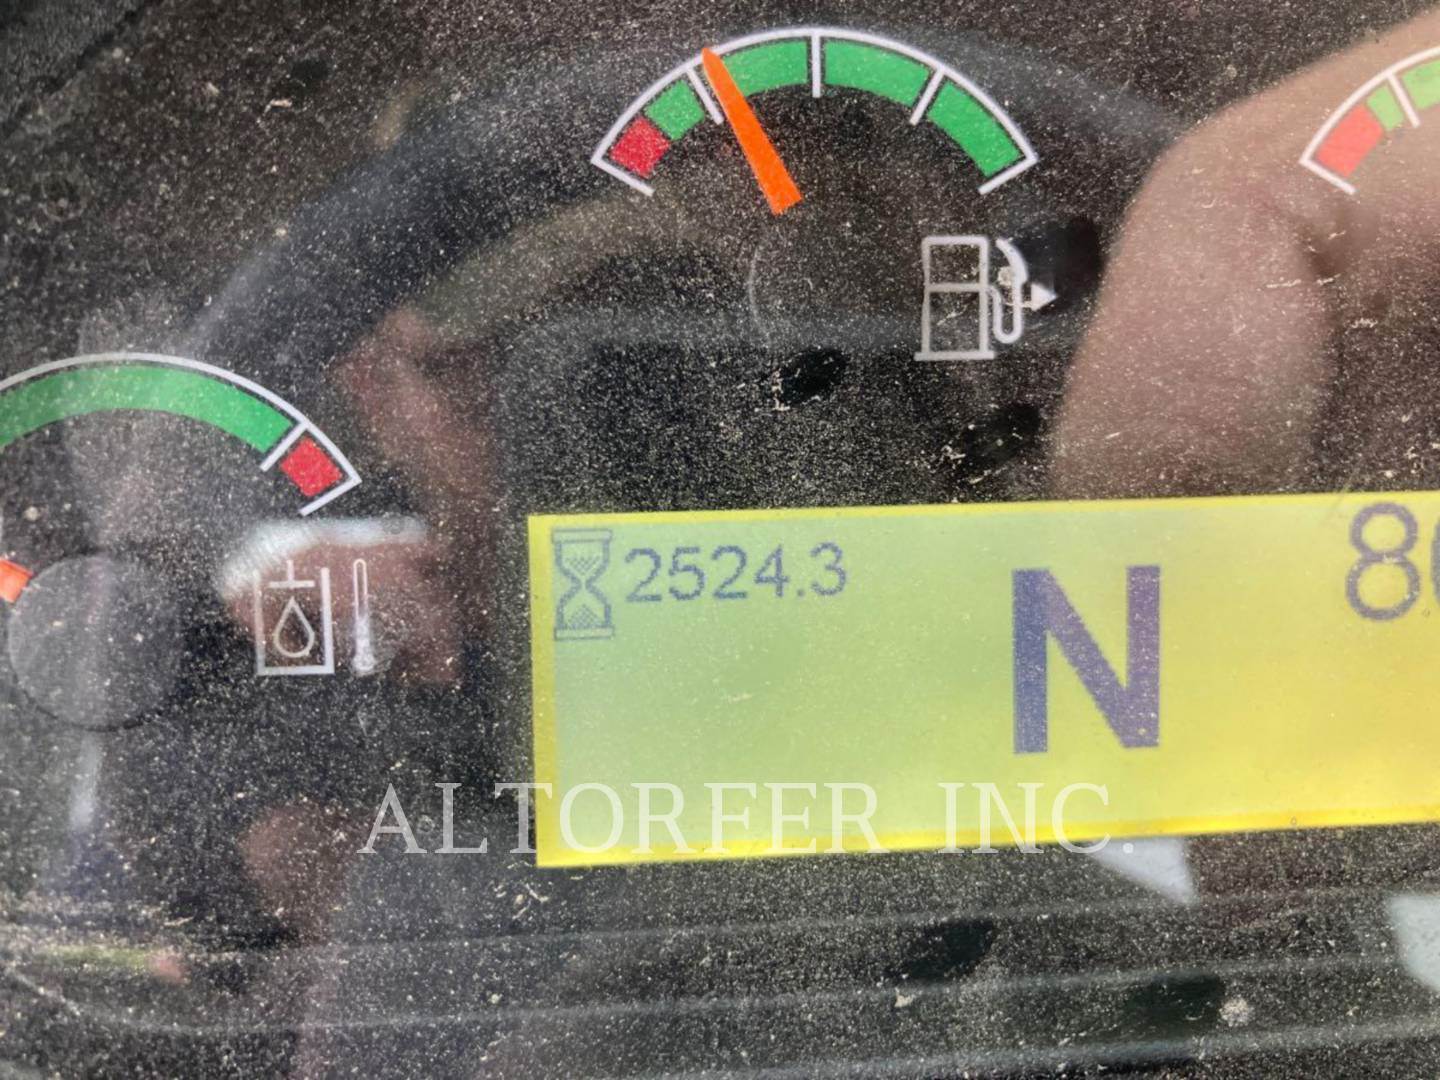 2524.3
N
ALTORFER INC.